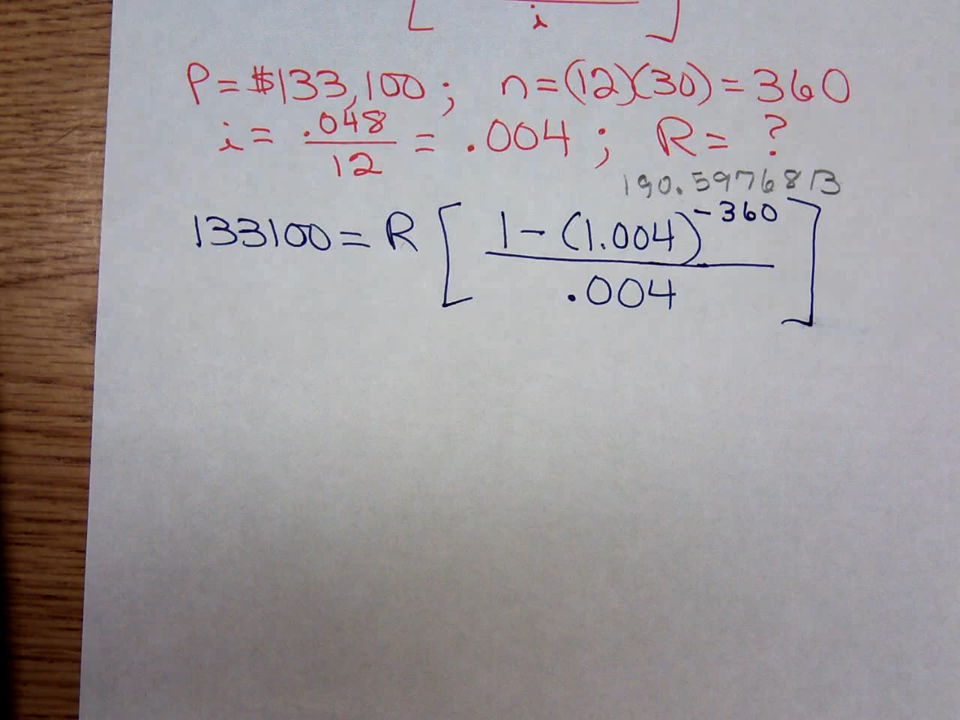 i
P = $133,100 ; n = (12)(30) = 360
i = .048/12 = .004 ; R = ?
190.5976813
133100 = R [ 1 - (1.004)^-360 / .004 ]